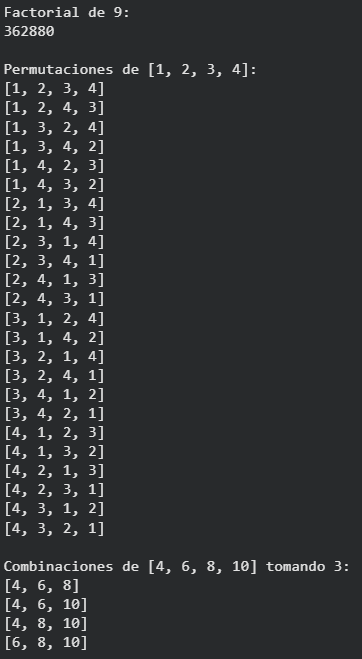 Factorial de 9:
362880
Permutaciones de [1, 2, 3, 4]:
[1, 2, 3, 4]
[1, 2, 4, 3]
[1, 3, 2, 4]
[1, 3, 4, 2]
[1, 4, 2, 3]
[1, 4, 3, 2]
[2, 1, 3, 4]
[2, 1, 4, 3]
[2, 3, 1, 4]
[2, 3, 4, 1]
[2, 4, 1, 3]
[2, 4, 3, 1]
[3, 1, 2, 4]
[3, 1, 4, 2]
[3, 2, 1, 4]
[3, 2, 4, 1]
[3, 4, 1, 2]
[3, 4, 2, 1]
[4, 1, 2, 3]
[4, 1, 3, 2]
[4, 2, 1, 3]
[4, 2, 3, 1]
[4, 3, 1, 2]
[4, 3, 2, 1]
Combinaciones de [4, 6, 8, 10] tomando 3:
[4, 6, 8]
[4, 6, 10]
[4, 8, 10]
[6, 8, 10]